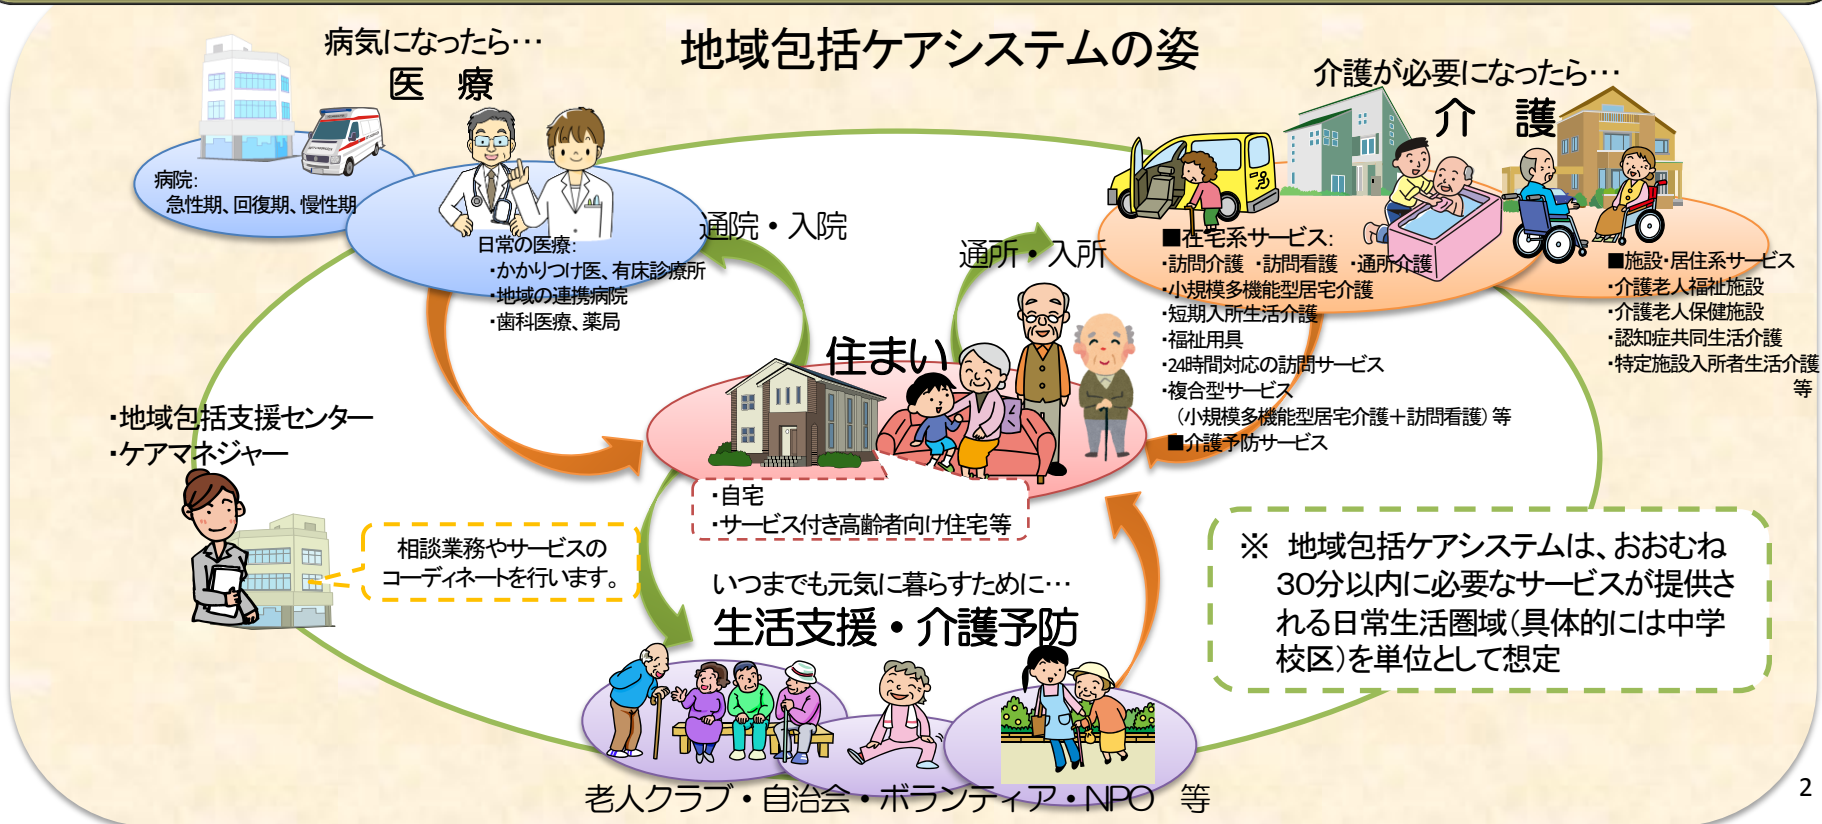 地域包括ケアシステムの姿
病気になったら…
医 療
病院:
急性期、回復期、慢性期
日常の医療:
・かかりつけ医、有床診療所
・地域の連携病院
・歯科医療、薬局
通院・入院
通所・入所
介護が必要になったら…
介 護
■在宅系サービス:
・訪問介護 ・訪問看護 ・通所介護
・小規模多機能型居宅介護
・短期入所生活介護
・福祉用具
・24時間対応の訪問サービス
・複合型サービス
(小規模多機能型居宅介護+訪問看護)等
■介護予防サービス
■施設・居住系サービス
・介護老人福祉施設
・介護老人保健施設
・認知症共同生活介護
・特定施設入所者生活介護
等
住まい
・自宅
・サービス付き高齢者向け住宅等
・地域包括支援センター
・ケアマネジャー
相談業務やサービスの
コーディネートを行います。
いつまでも元気に暮らすために…
生活支援・介護予防
老人クラブ・自治会・ボランティア・NPO 等
※ 地域包括ケアシステムは、おおむね
30分以内に必要なサービスが提供さ
れる日常生活圏域(具体的には中学
校区)を単位として想定
2